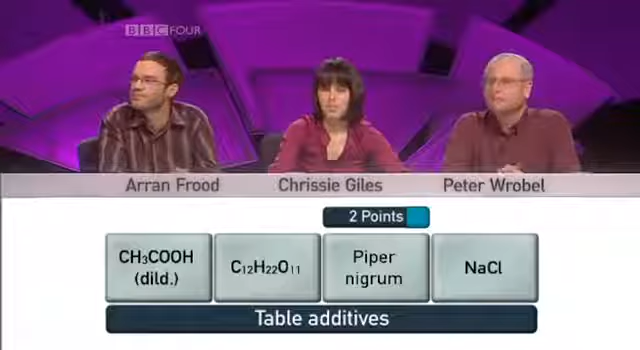 BBC FOUR
Arran Frood Chrissie Giles Peter Wrobel
2 Points
CH₃COOH
(dild.)
C₁₂H₂₂O₁₁
Piper
nigrum
NaCl
Table additives